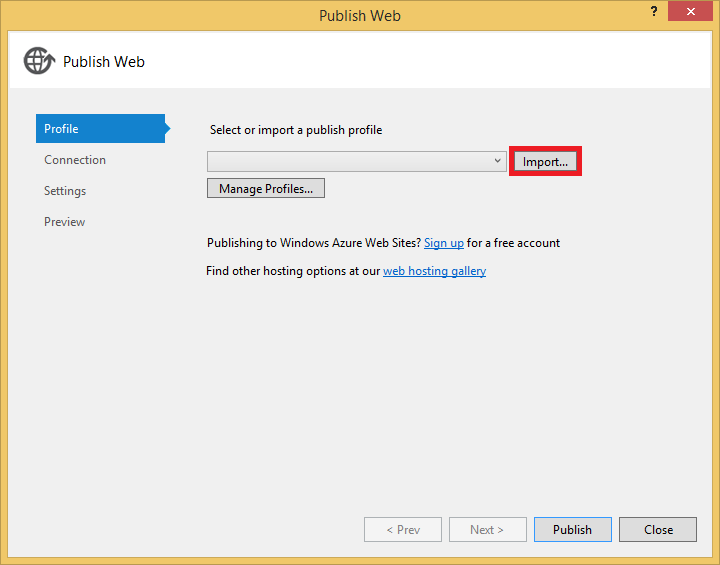 Publish Web
?
Publish Web
Profile
Connection
Settings
Preview
Select or import a publish profile
Import...
Manage Profiles...
Publishing to Windows Azure Web Sites? Sign up for a free account
Find other hosting options at our web hosting gallery
< Prev
Next >
Publish
Close